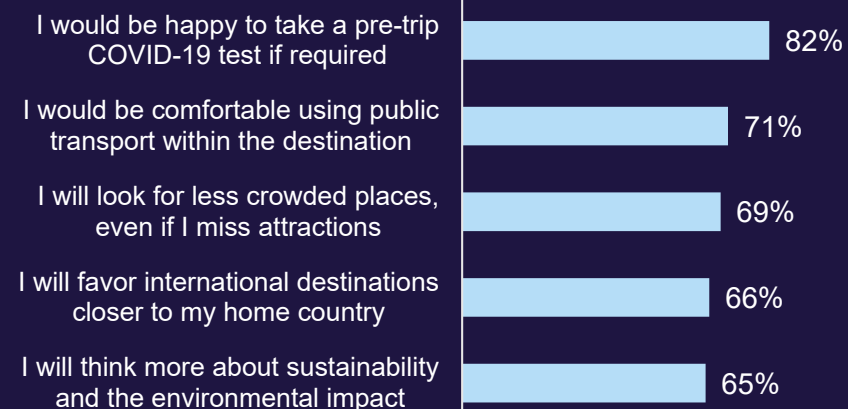 I would be happy to take a pre-trip
COVID-19 test if required
82%
I would be comfortable using public
transport within the destination
71%
I will look for less crowded places,
even if I miss attractions
69%
I will favor international destinations
closer to my home country
66%
I will think more about sustainability
and the environmental impact
65%